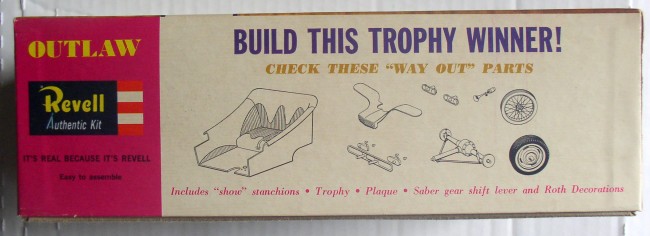 OUTLAW
Revell
Authentic Kit
IT'S REAL BECAUSE IT'S REVELL
Easy to assemble
BUILD THIS TROPHY WINNER!
CHECK THESE "WAY OUT" PARTS
Includes "show" stanchions • Trophy • Plaque • Saber gear shift lever and Roth Decorations